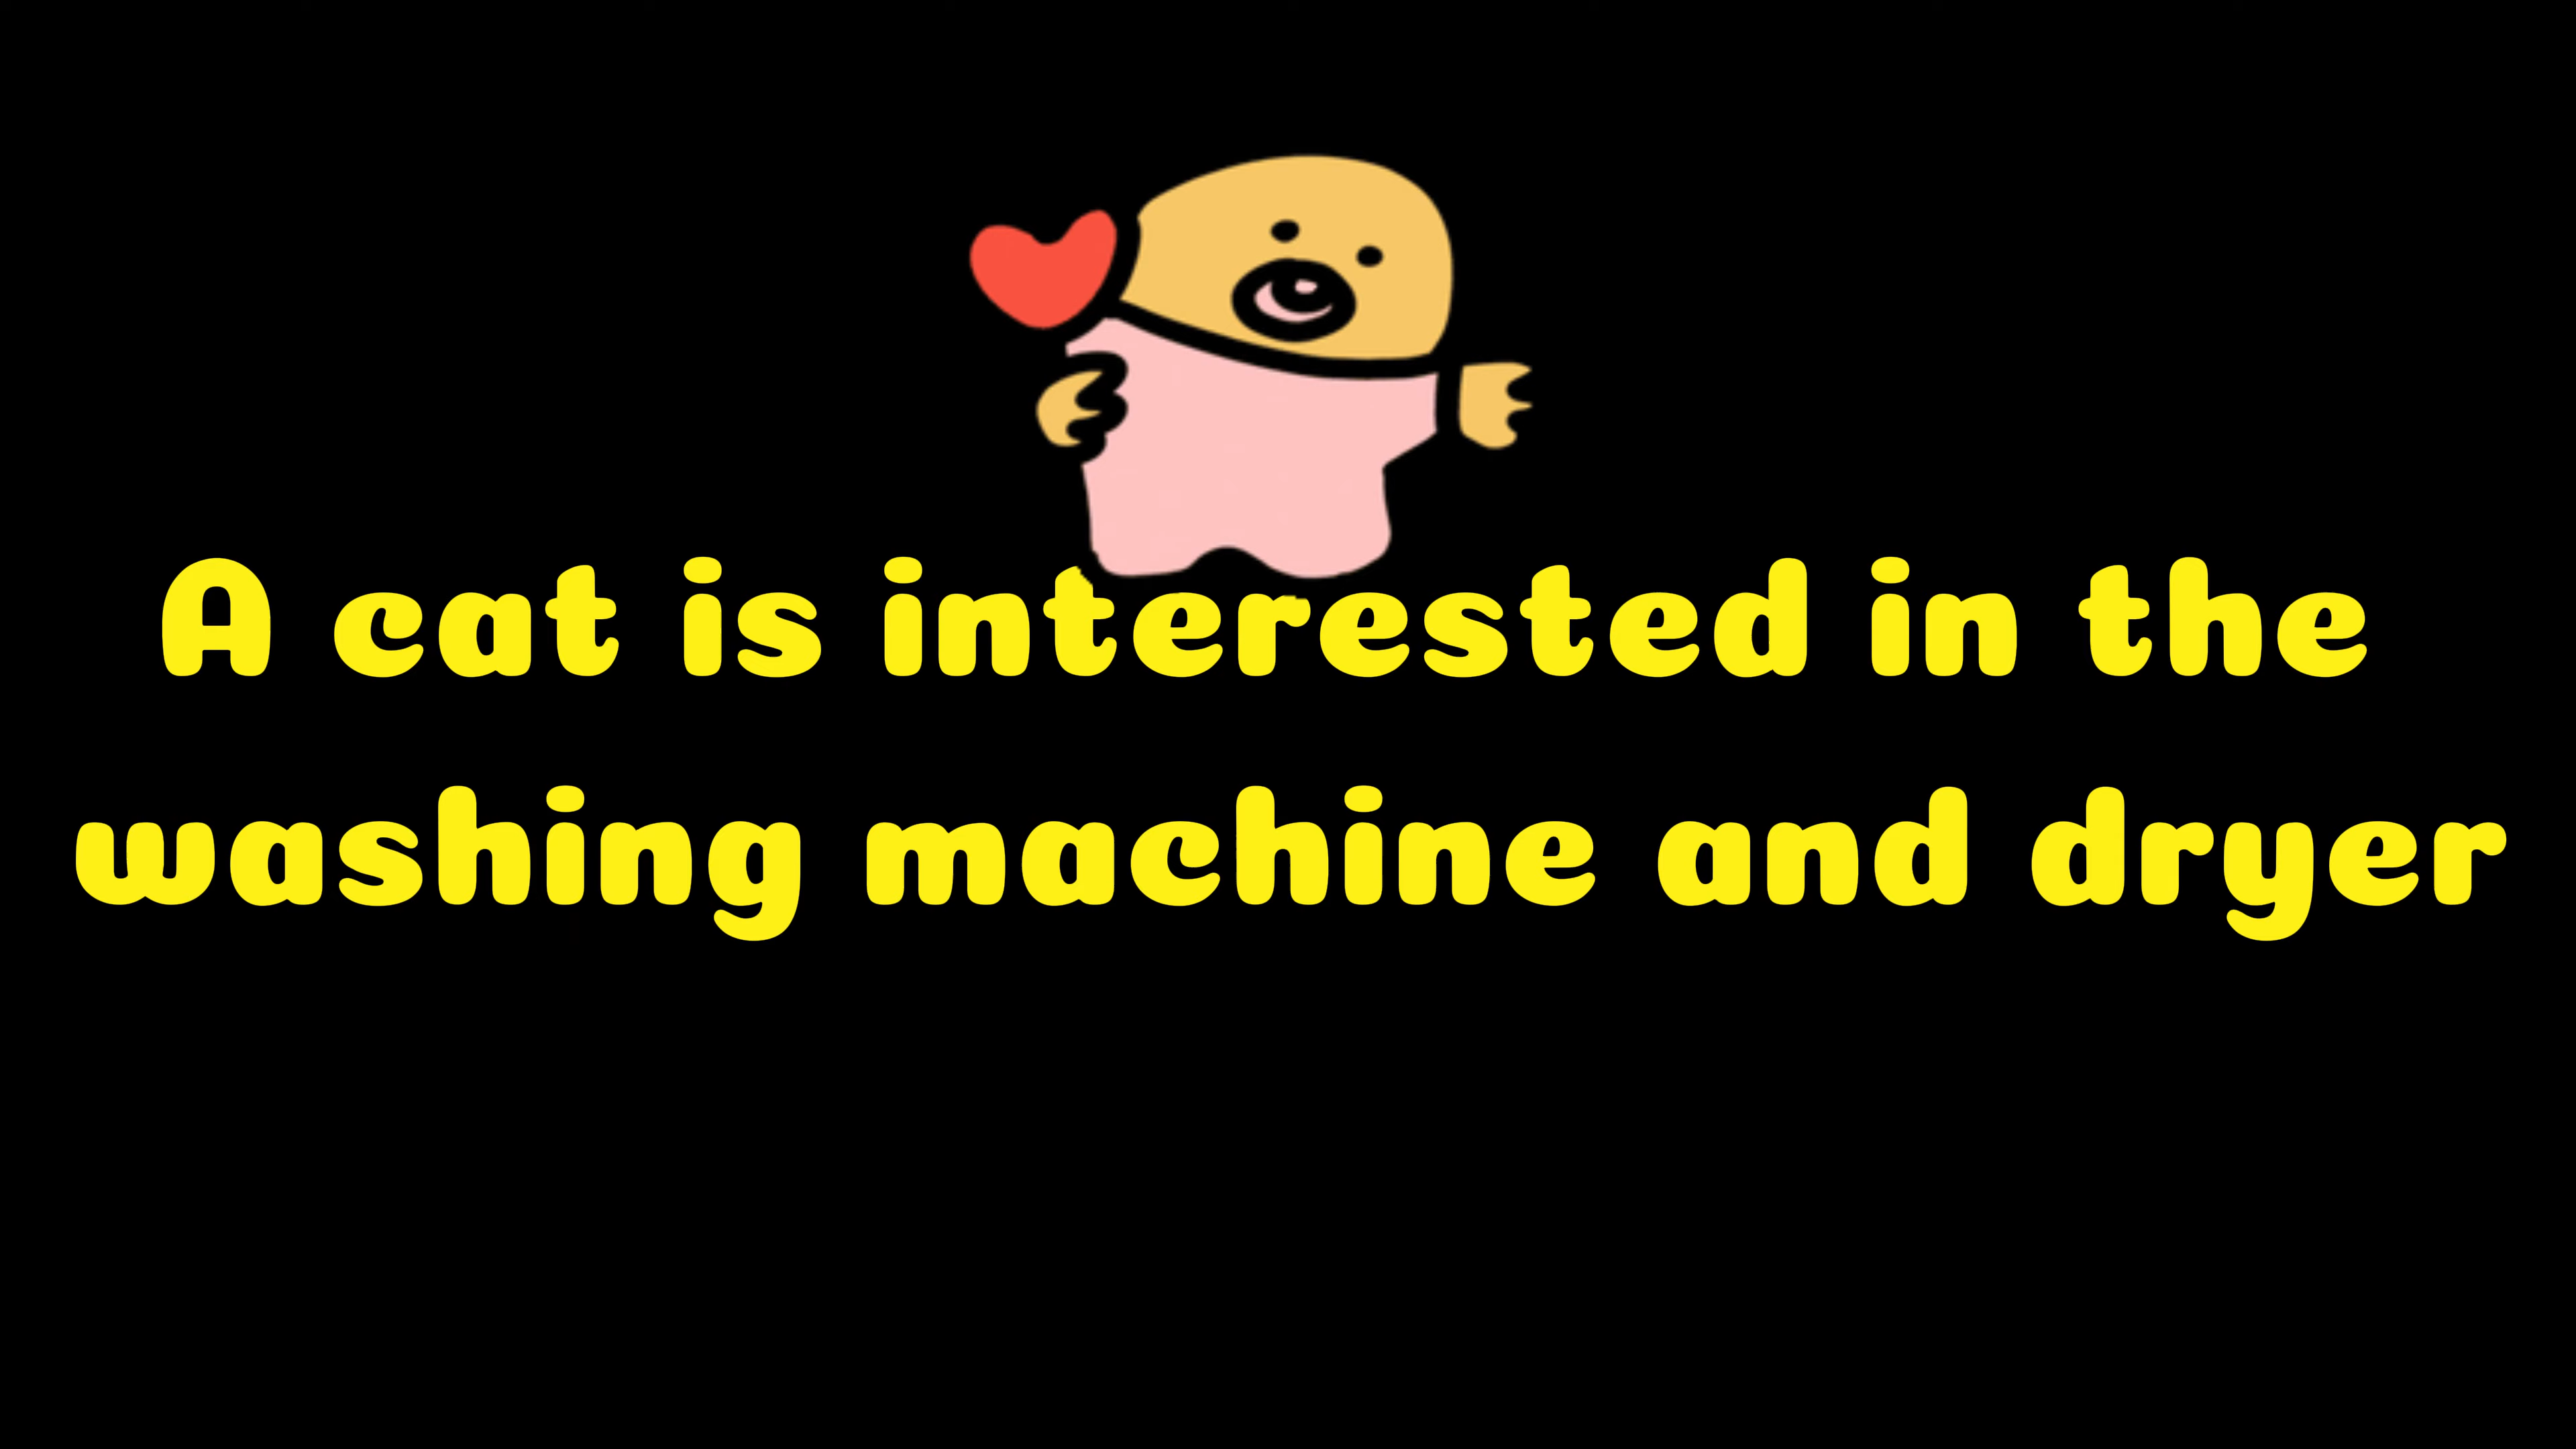 A cat is interested in the
washing machine and dryer